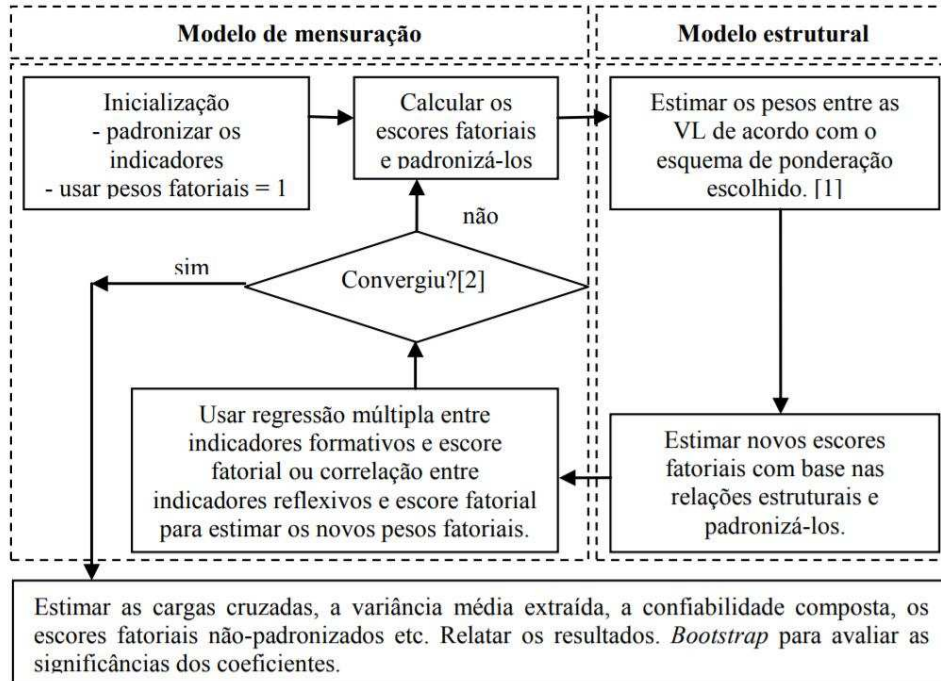 Modelo de mensuração
Modelo estrutural
Inicialização
- padronizar os
indicadores
- usar pesos fatoriais = 1
Calcular os
escores fatoriais
e padronizá-los
Estimar os pesos entre as
VL de acordo com o
esquema de ponderação
escolhido. [1]
não
sim
Convergiu?[2]
Usar regressão múltipla entre
indicadores formativos e escore
fatorial ou correlação entre
indicadores reflexivos e escore fatorial
para estimar os novos pesos fatoriais.
Estimar novos escores
fatoriais com base nas
relações estruturais e
padronizá-los.
Estimar as cargas cruzadas, a variância média extraída, a confiabilidade composta, os
escores fatoriais não-padronizados etc. Relatar os resultados. Bootstrap para avaliar as
significâncias dos coeficientes.